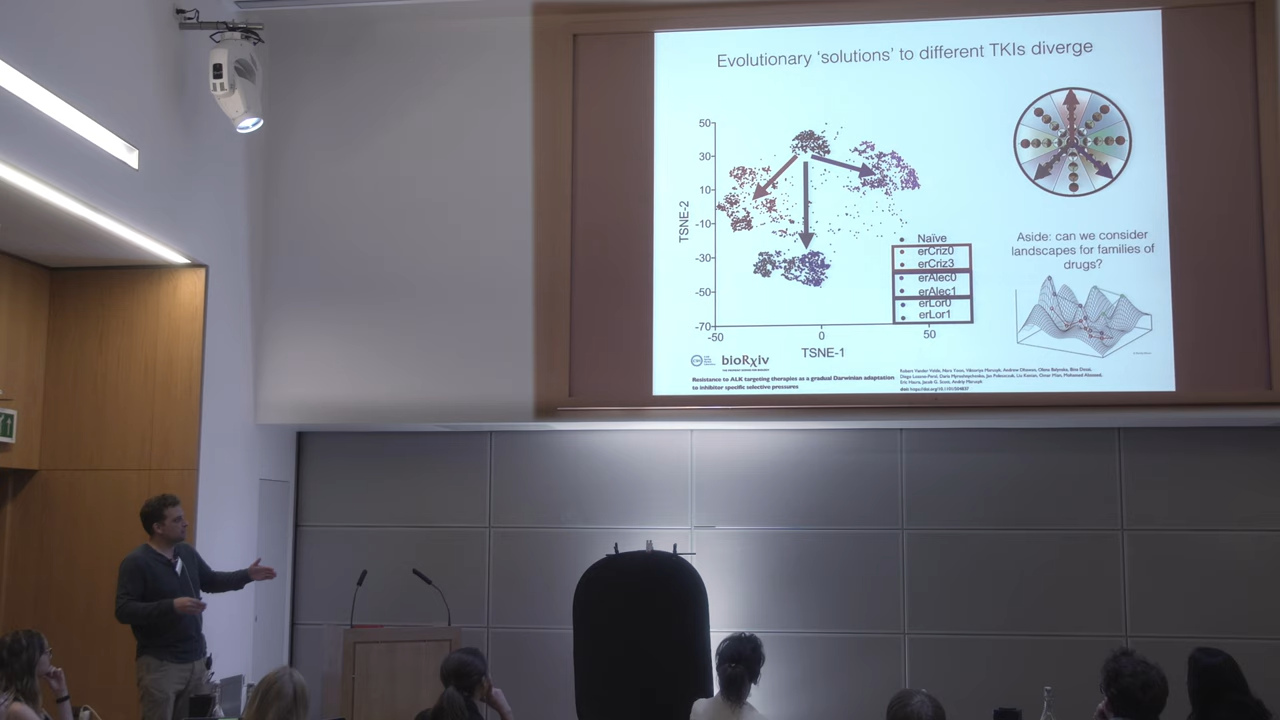 Evolutionary ‘solutions’ to different TKIs diverge
50
30
10
-10
-30
-50
-70
TSNE-2
-50
0
50
TSNE-1
Naïve
erCriz0
erCriz3
erAlec0
erAlec1
erLor0
erLor1
Aside: can we consider
landscapes for families of
drugs?
bioRxiv
Resistance to ALK targeting therapies as a gradual Darwinian adaptation
to inhibitor specific selective pressures